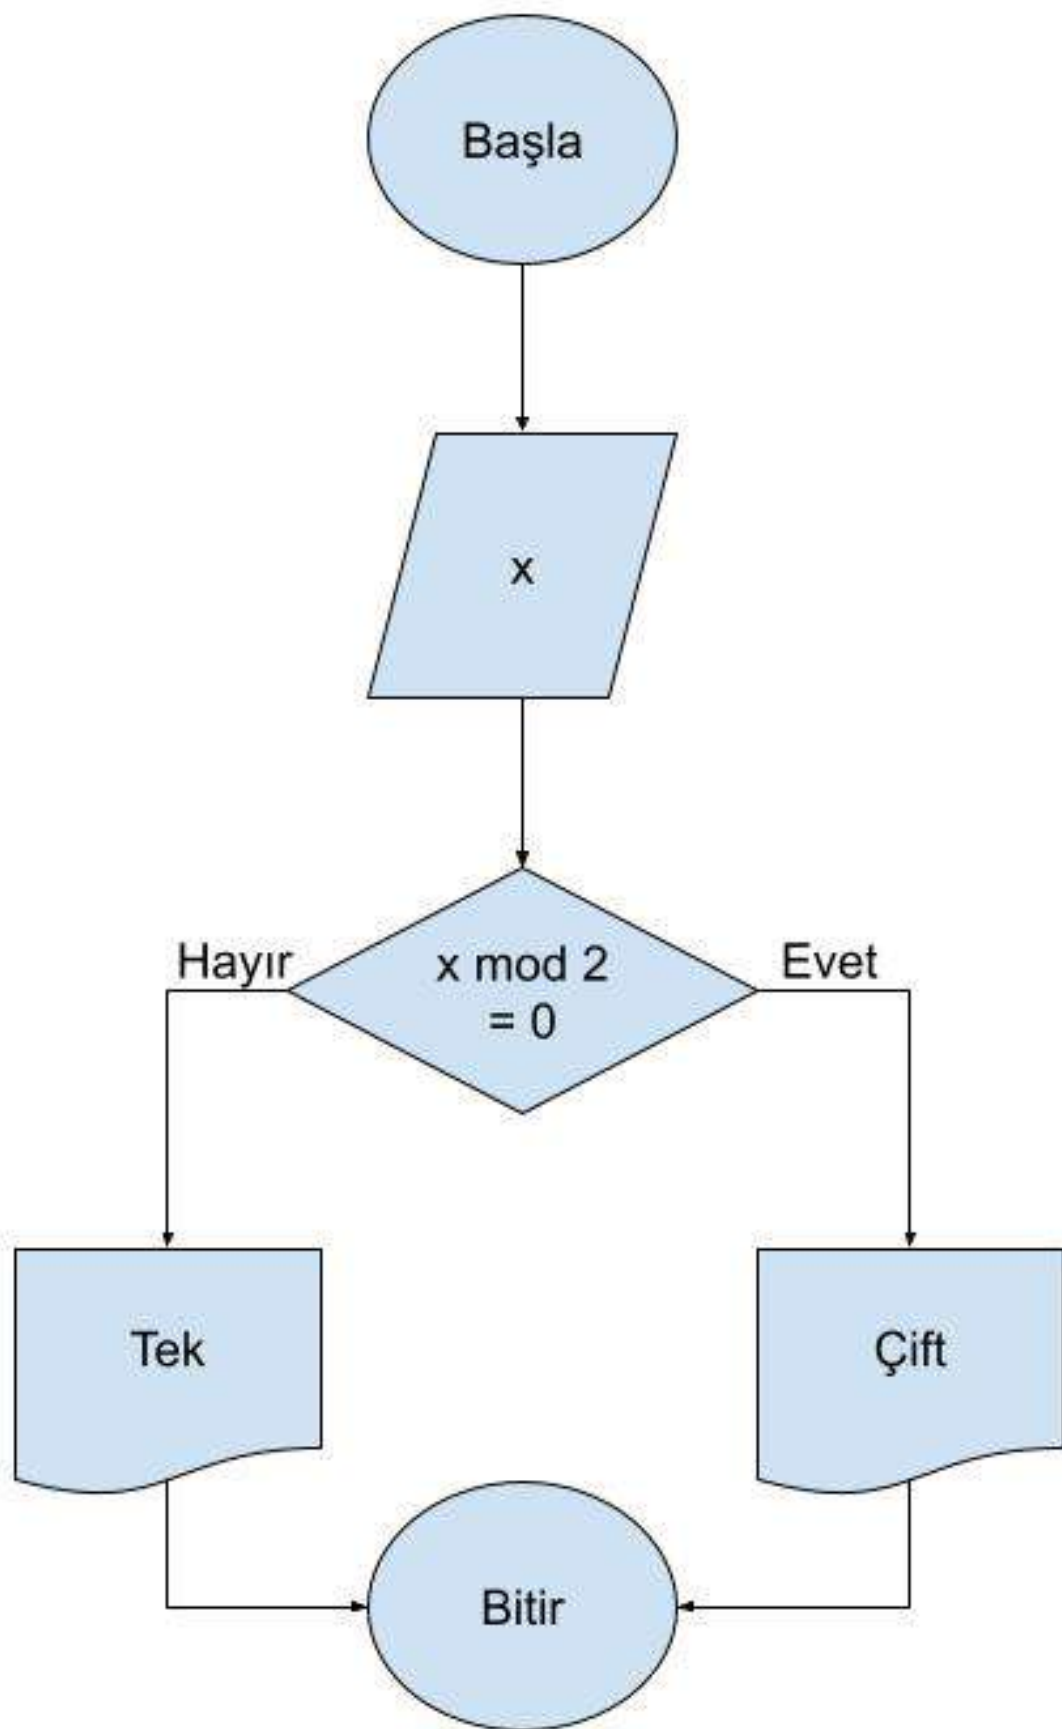 Başla
x
Hayır
x mod 2
= 0
Evet
Tek
Çift
Bitir